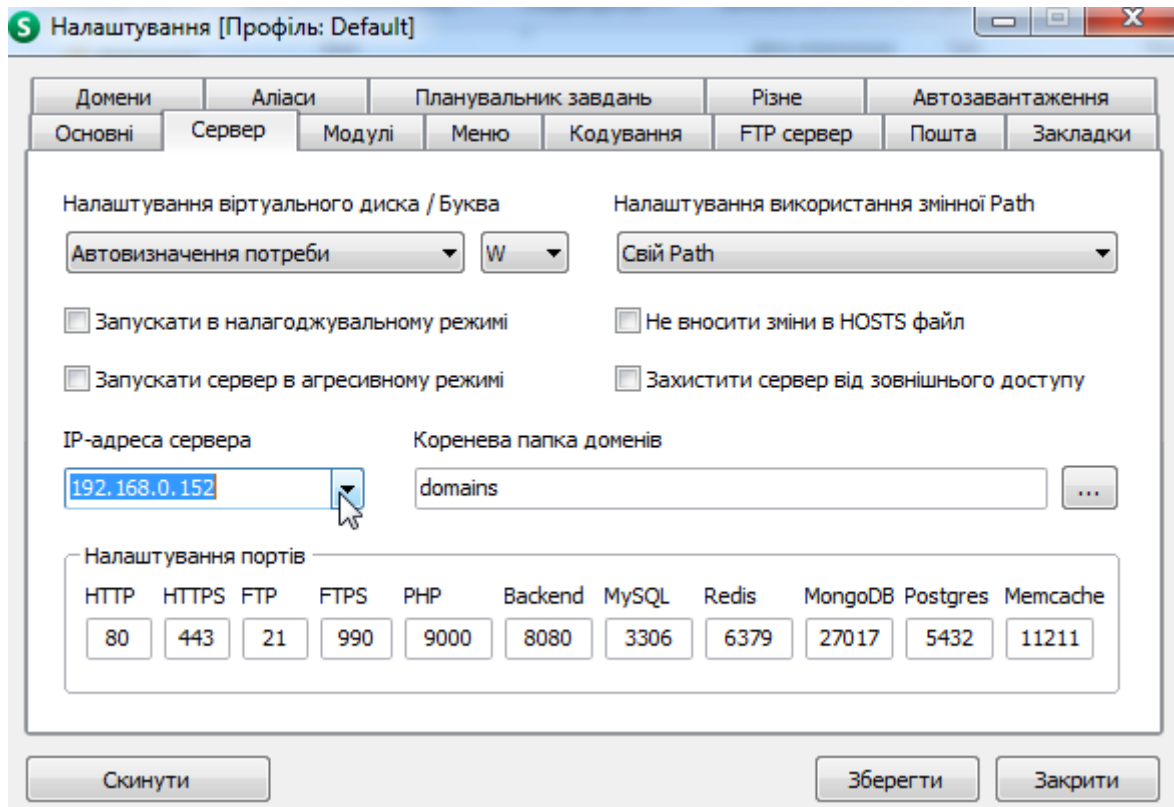 S Налаштування [Профіль: Default]
Домени Аліаси Планувальник завдань Різне Автозавантаження
Основні Сервер Модулі Меню Кодування FTP сервер Пошта Закладки
Налаштування віртуального диска / Буква Налаштування використання змінної Path
Автовизначення потреби W Свій Path
Запускати в налагоджувальному режимі Не вносити зміни в HOSTS файл
Запускати сервер в агресивному режимі Захистити сервер від зовнішнього доступу
IP-адреса сервера Коренева папка доменів
192.168.0.152 domains ...
Налаштування портів
HTTP HTTPS FTP FTPS PHP Backend MySQL Redis MongoDB Postgres Memcache
80 443 21 990 9000 8080 3306 6379 27017 5432 11211
Скинути Зберегти Закрити